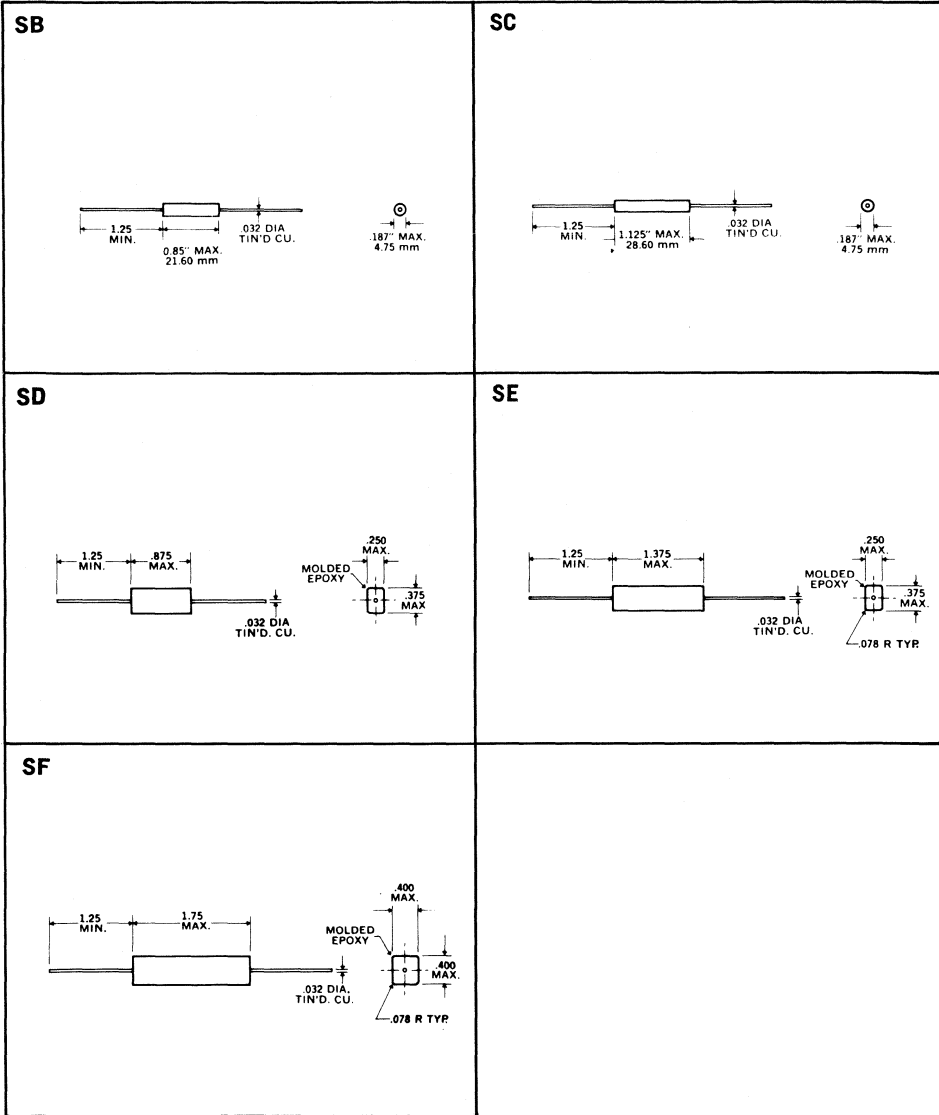 SB
1.25
MIN.
0.85" MAX.
21.60 mm
.032 DIA
TIN'D CU.
.187" MAX.
4.75 mm
SC
1.25
MIN.
1.125" MAX.
28.60 mm
.032 DIA
TIN'D CU.
.187" MAX.
4.75 mm
SD
1.25
MIN.
.875
MAX.
.032 DIA
TIN'D. CU.
.250
MAX.
MOLDED
EPOXY
.375
MAX
SE
1.25
MIN.
1.375
MAX.
.032 DIA
TIN'D. CU.
.250
MAX.
MOLDED
EPOXY
.375
MAX.
.078 R TYP.
SF
1.25
MIN.
1.75
MAX.
.032 DIA.
TIN'D. CU.
.400
MAX.
MOLDED
EPOXY
.400
MAX.
.078 R TYP.